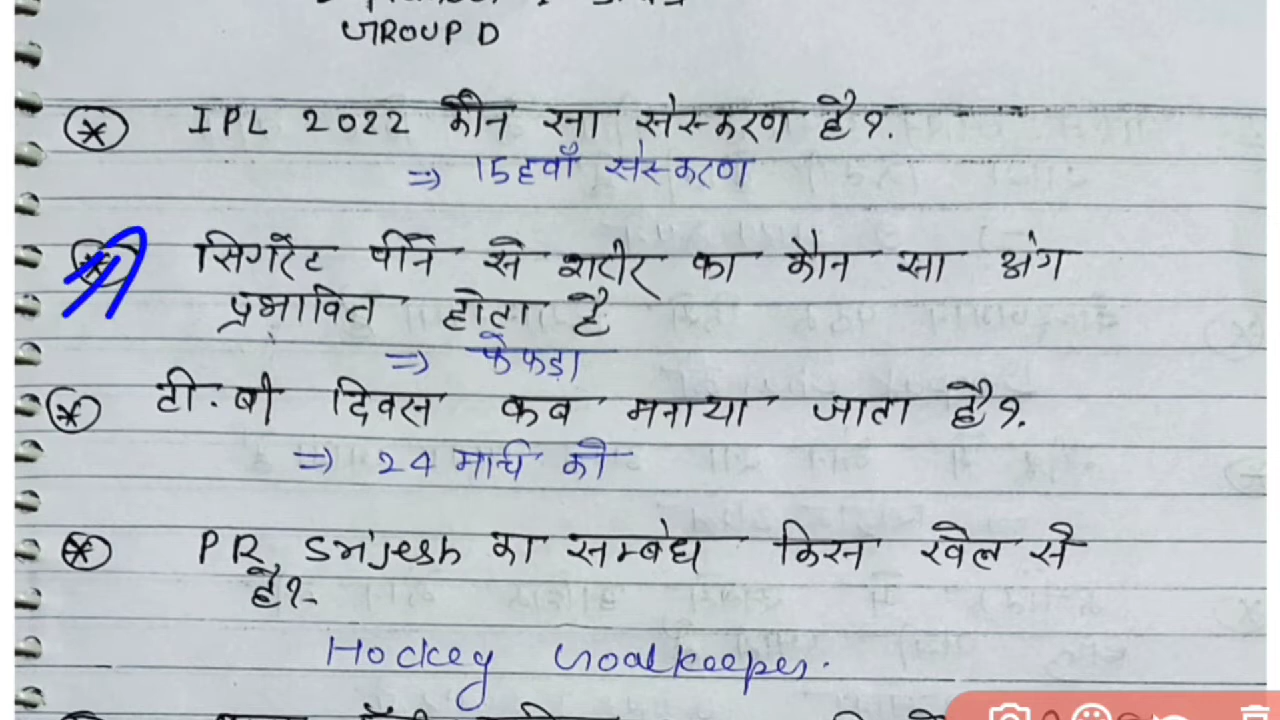 GROUP D
IPL 2022 कौन सा संस्करण है?
⇒ 15हवाँ संस्करण
सिगरेट पीने से शरीर का कौन सा अंग
प्रभावित होता है
⇒ फेफड़ा
टी.बी दिवस कब मनाया जाता है?
⇒ 24 मार्च को
PR Srijesh का सम्बंध किस खेल से
है?
Hockey Goalkeeper.